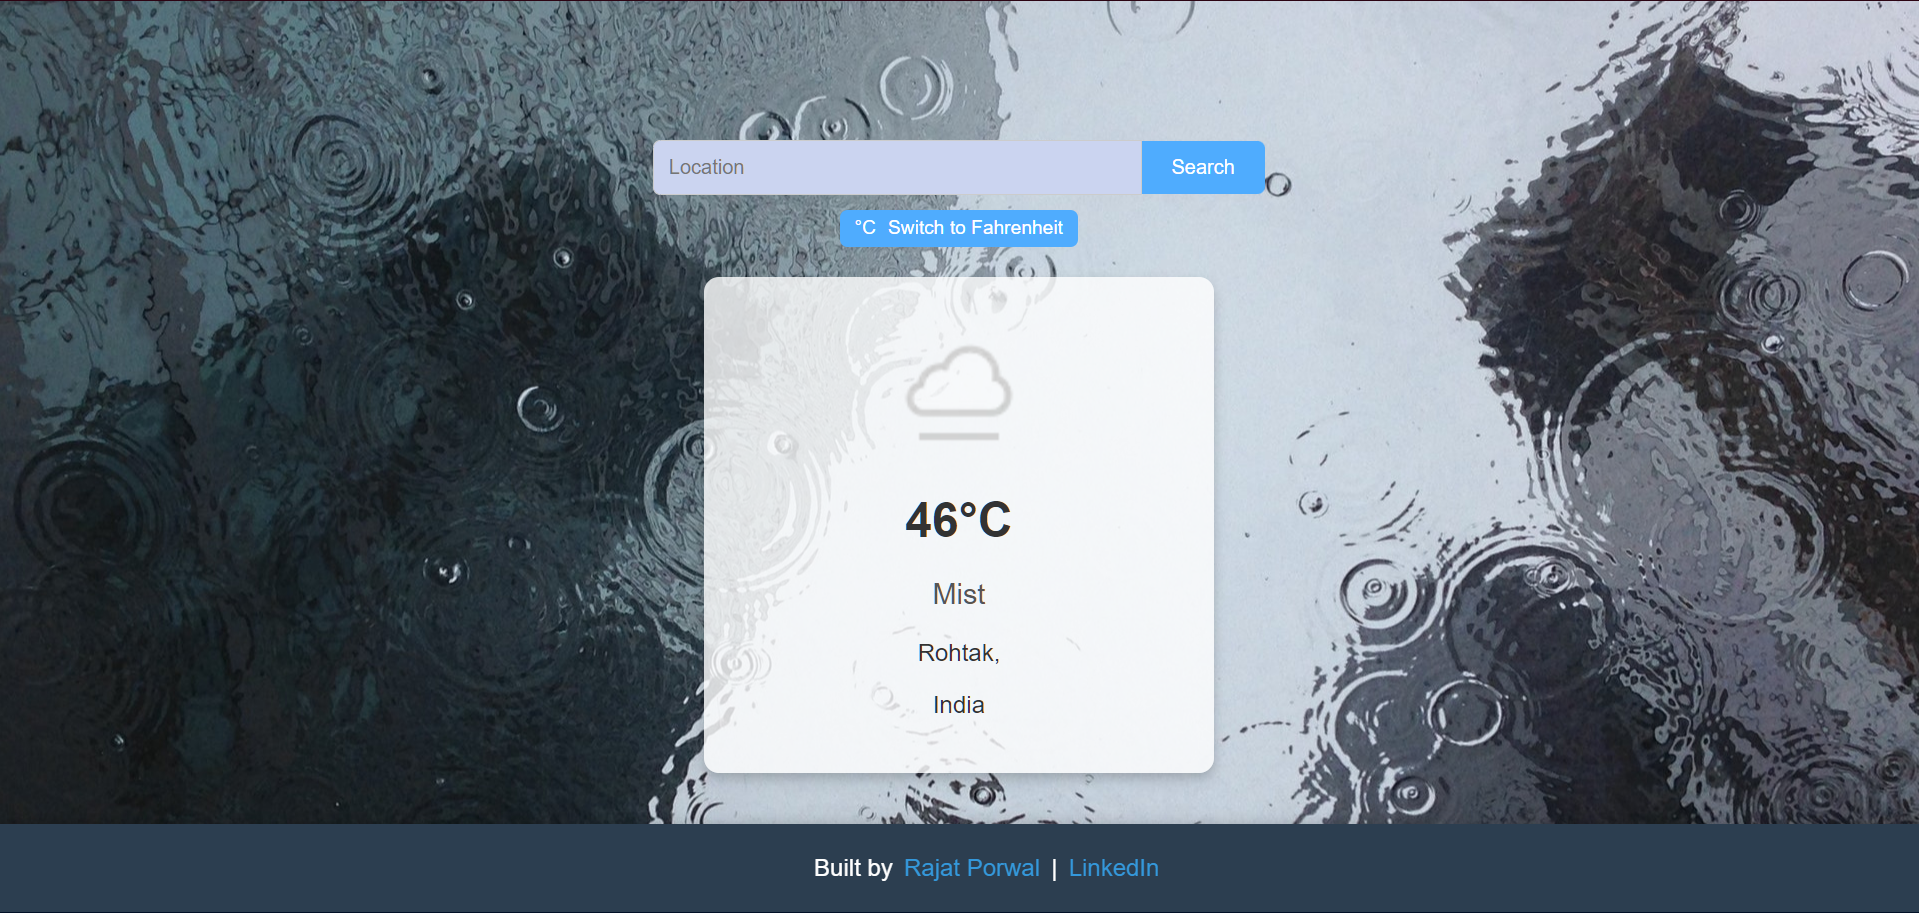 Location
Search
°C Switch to Fahrenheit
46°C
Mist
Rohtak,
India
Built by Rajat Porwal | LinkedIn